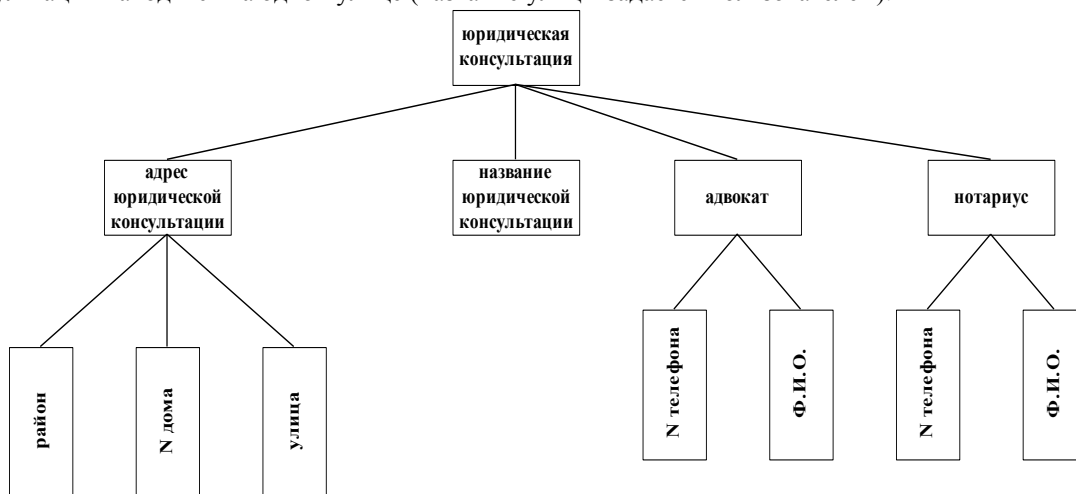 юридическая
консультация
адрес
юридической
консультации
название
юридической
консультации
адвокат
нотариус
район
N дома
улица
N телефона
Ф.И.О.
N телефона
Ф.И.О.